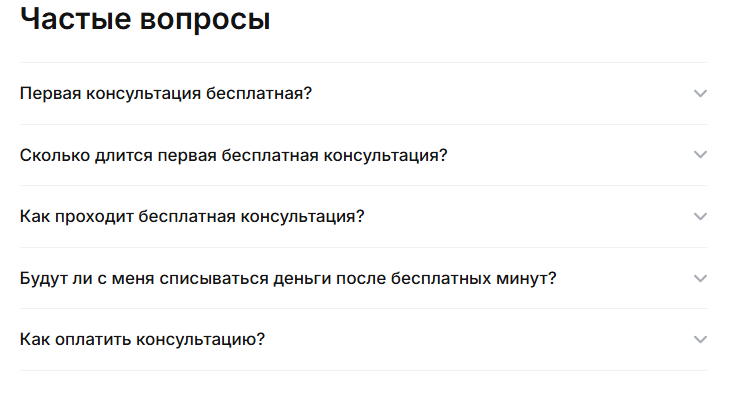 Частые вопросы
Первая консультация бесплатная?
Сколько длится первая бесплатная консультация?
Как проходит бесплатная консультация?
Будут ли с меня списываться деньги после бесплатных минут?
Как оплатить консультацию?